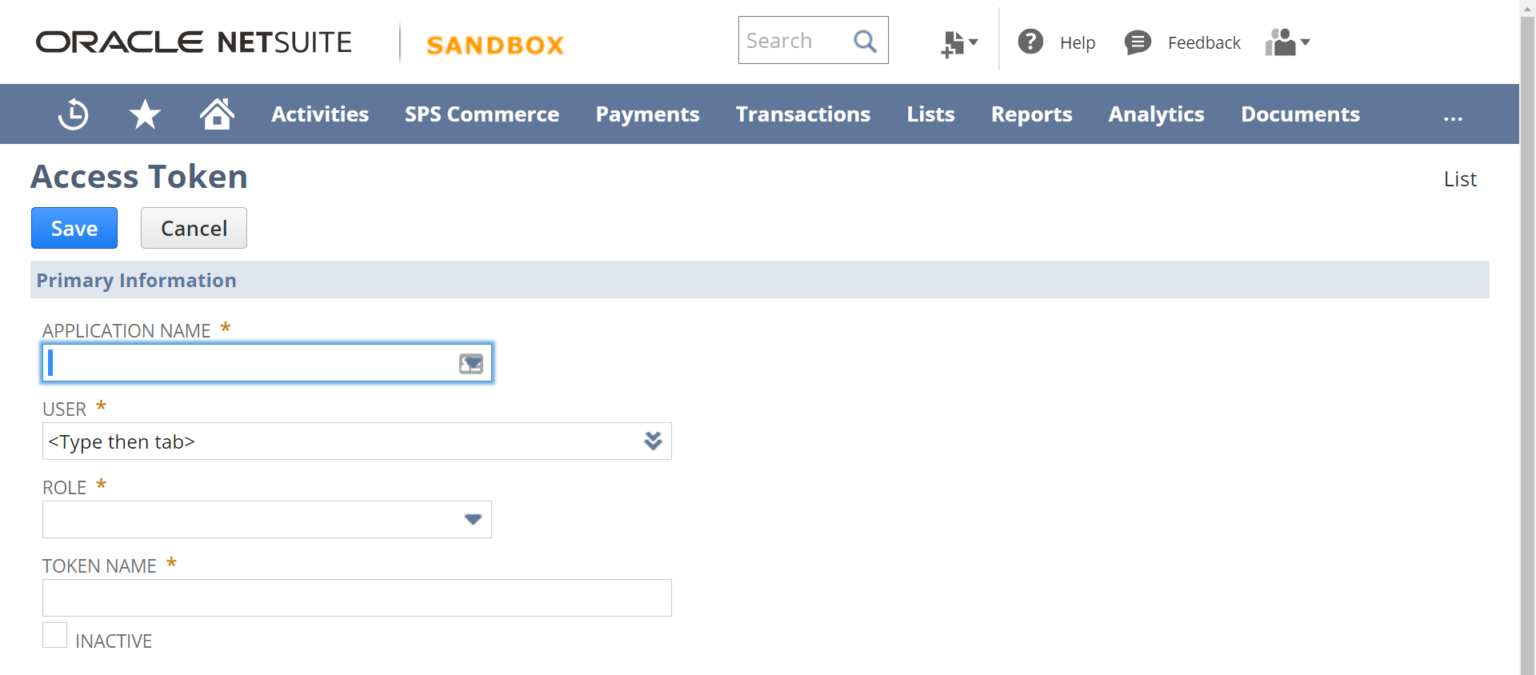 ORACLE NETSUITE SANDBOX Search Help Feedback
Activities SPS Commerce Payments Transactions Lists Reports Analytics Documents ...
Access Token List
Save Cancel
Primary Information
APPLICATION NAME *
USER *
<Type then tab>
ROLE *
TOKEN NAME *
INACTIVE